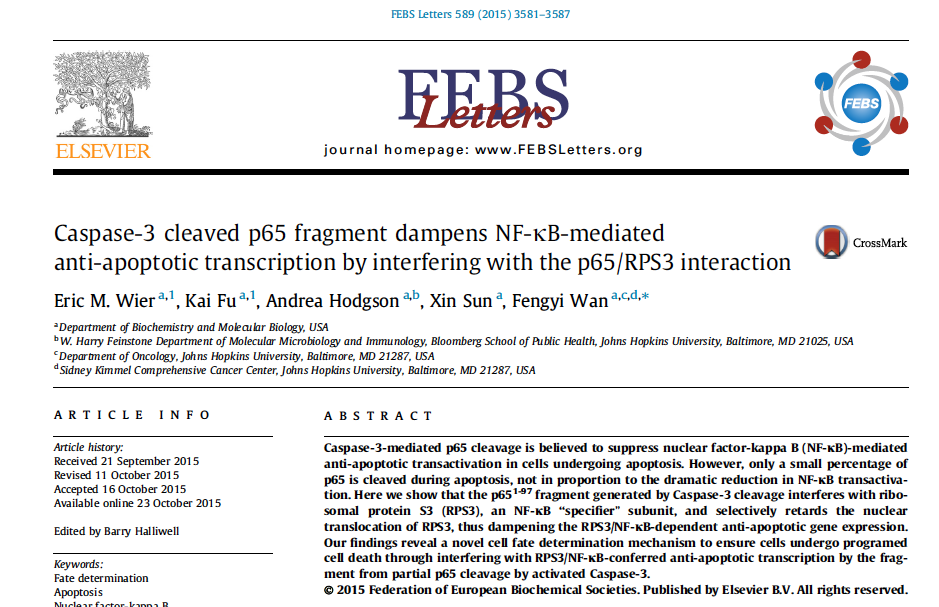 FEBS Letters 589 (2015) 3581–3587
ELSEVIER
FEBS
Letters
journal homepage: www.FEBSLetters.org
FEBS
Caspase-3 cleaved p65 fragment dampens NF-κB-mediated
anti-apoptotic transcription by interfering with the p65/RPS3 interaction
CrossMark
Eric M. Wier a,1, Kai Fu a,1, Andrea Hodgson a,b, Xin Sun a, Fengyi Wan a,c,d,*
a Department of Biochemistry and Molecular Biology, USA
b W. Harry Feinstone Department of Molecular Microbiology and Immunology, Bloomberg School of Public Health, Johns Hopkins University, Baltimore, MD 21025, USA
c Department of Oncology, Johns Hopkins University, Baltimore, MD 21287, USA
d Sidney Kimmel Comprehensive Cancer Center, Johns Hopkins University, Baltimore, MD 21287, USA
ARTICLE INFO
Article history:
Received 21 September 2015
Revised 11 October 2015
Accepted 16 October 2015
Available online 23 October 2015
Edited by Barry Halliwell
Keywords:
Fate determination
Apoptosis
Nuclear factor-kappa B
ABSTRACT
Caspase-3-mediated p65 cleavage is believed to suppress nuclear factor-kappa B (NF-κB)-mediated
anti-apoptotic transactivation in cells undergoing apoptosis. However, only a small percentage of
p65 is cleaved during apoptosis, not in proportion to the dramatic reduction in NF-κB transactiva-
tion. Here we show that the p65 1-97 fragment generated by Caspase-3 cleavage interferes with ribo-
somal protein S3 (RPS3), an NF-κB “specifier” subunit, and selectively retards the nuclear
translocation of RPS3, thus dampening the RPS3/NF-κB-dependent anti-apoptotic gene expression.
Our findings reveal a novel cell fate determination mechanism to ensure cells undergo programed
cell death through interfering with RPS3/NF-κB-conferred anti-apoptotic transcription by the frag-
ment from partial p65 cleavage by activated Caspase-3.
© 2015 Federation of European Biochemical Societies. Published by Elsevier B.V. All rights reserved.